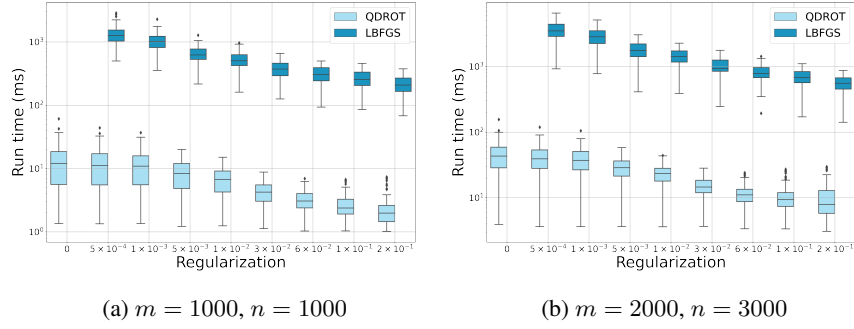 QDROT
LBFGS
Run time (ms)
10³
10²
10¹
10⁰
0 5 × 10⁻⁴ 1 × 10⁻³ 5 × 10⁻³ 1 × 10⁻² 3 × 10⁻² 6 × 10⁻² 1 × 10⁻¹ 2 × 10⁻¹
Regularization
(a) m = 1000, n = 1000
QDROT
LBFGS
Run time (ms)
10³
10²
10¹
0 5 × 10⁻⁴ 1 × 10⁻³ 5 × 10⁻³ 1 × 10⁻² 3 × 10⁻² 6 × 10⁻² 1 × 10⁻¹ 2 × 10⁻¹
Regularization
(b) m = 2000, n = 3000